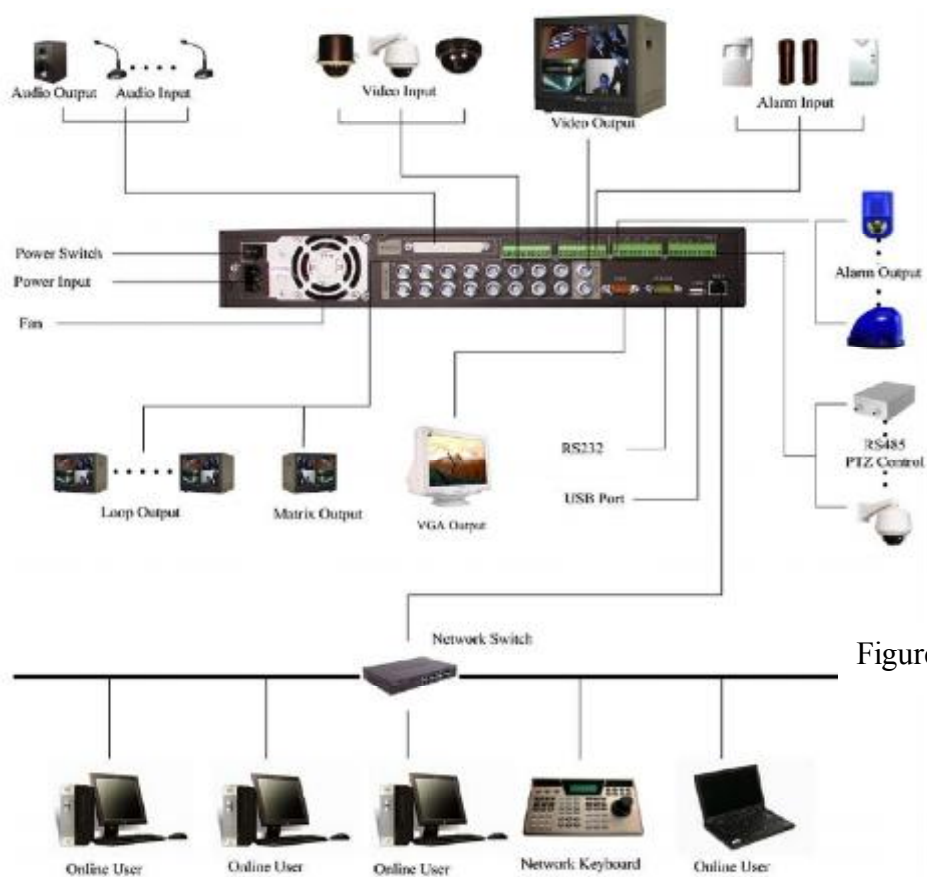 Audio Output
Audio Input
Video Input
Video Output
Alarm Input
Power Switch
Power Input
Fan
Alarm Output
RS485
PTZ Control
RS232
USB Port
Loop Output
Matrix Output
VGA Output
Network Switch
Figure
Online User
Online User
Online User
Network Keyboard
Online User